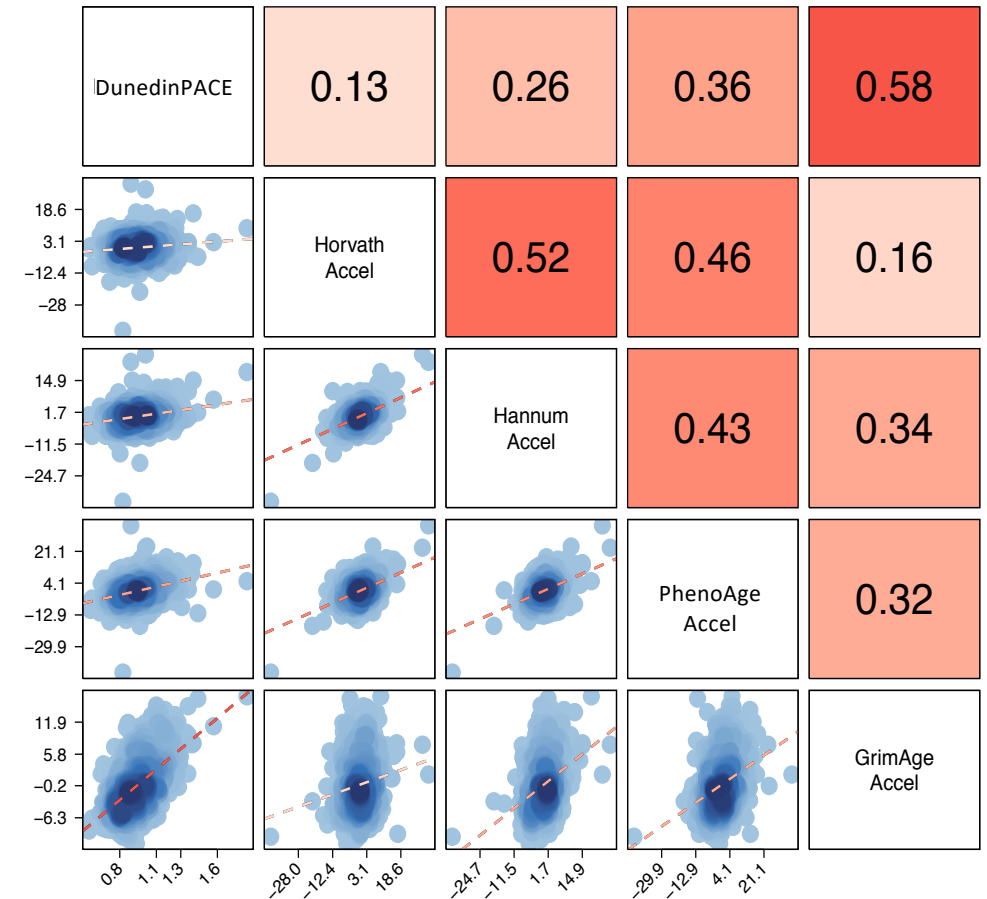 DunedinPACE
0.13
0.26
0.36
0.58
18.6
3.1
−12.4
−28
Horvath
Accel
0.52
0.46
0.16
14.9
1.7
−11.5
−24.7
Hannum
Accel
0.43
0.34
21.1
4.1
−12.9
−29.9
PhenoAge
Accel
0.32
11.9
5.8
−0.2
−6.3
GrimAge
Accel
0.8 1.1 1.3 1.6
−28.0 −12.4 3.1 18.6
−24.7 −11.5 1.7 14.9
−29.9 −12.9 4.1 21.1